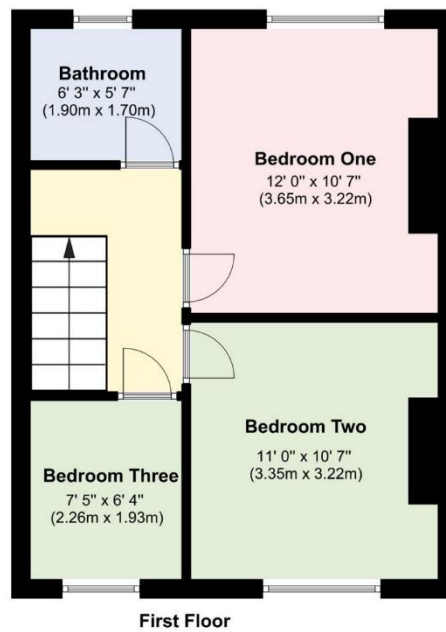 Bathroom
6' 3" x 5' 7"
(1.90m x 1.70m)
Bedroom One
12' 0" x 10' 7"
(3.65m x 3.22m)
Bedroom Two
11' 0" x 10' 7"
(3.35m x 3.22m)
Bedroom Three
7' 5" x 6' 4"
(2.26m x 1.93m)
First Floor